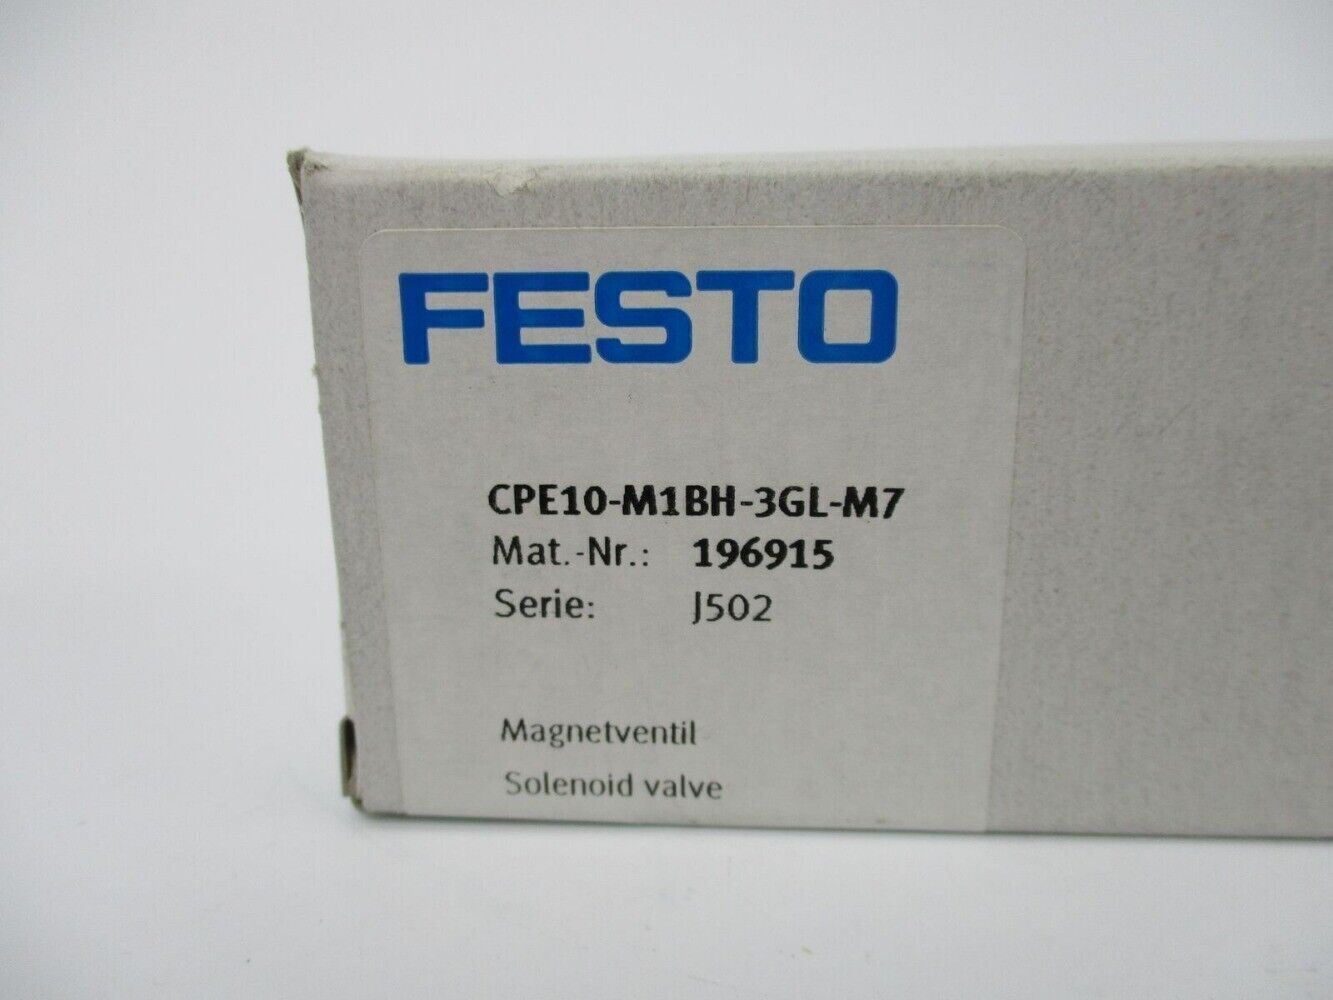 FESTO
CPE10-M1BH-3GL-M7
Mat.-Nr.: 196915
Serie: J502
Magnetventil
Solenoid valve